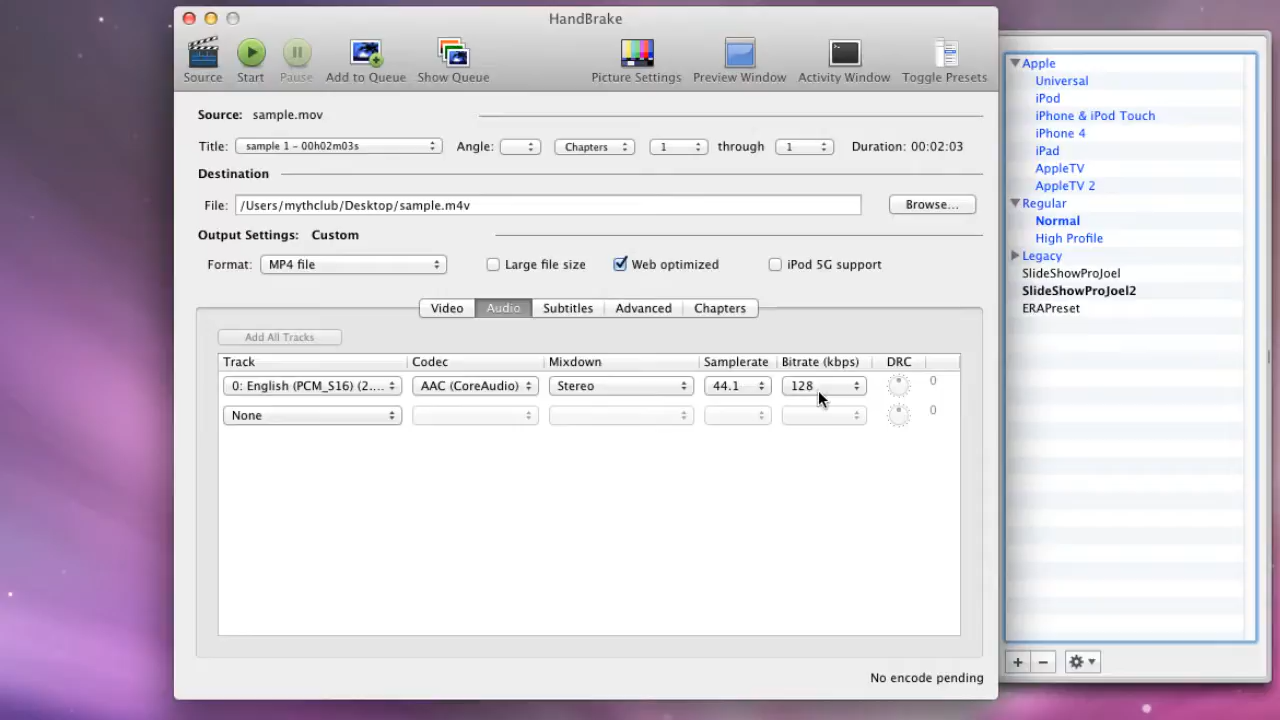 HandBrake
Source Start Pause Add to Queue Show Queue Picture Settings Preview Window Activity Window Toggle Presets
Source: sample.mov
Title: sample 1 - 00h02m03s Angle: Chapters 1 through 1 Duration: 00:02:03
Destination
File: /Users/mythclub/Desktop/sample.m4v Browse...
Output Settings: Custom
Format: MP4 file Large file size Web optimized iPod 5G support
Video Audio Subtitles Advanced Chapters
Add All Tracks
Track Codec Mixdown Samplerate Bitrate (kbps) DRC
0: English (PCM_S16) (2.... AAC (CoreAudio) Stereo 44.1 128 0
None 0
No encode pending
Apple
Universal
iPod
iPhone & iPod Touch
iPhone 4
iPad
AppleTV
AppleTV 2
Regular
Normal
High Profile
Legacy
SlideShowProJoel
SlideShowProJoel2
ERAPreset